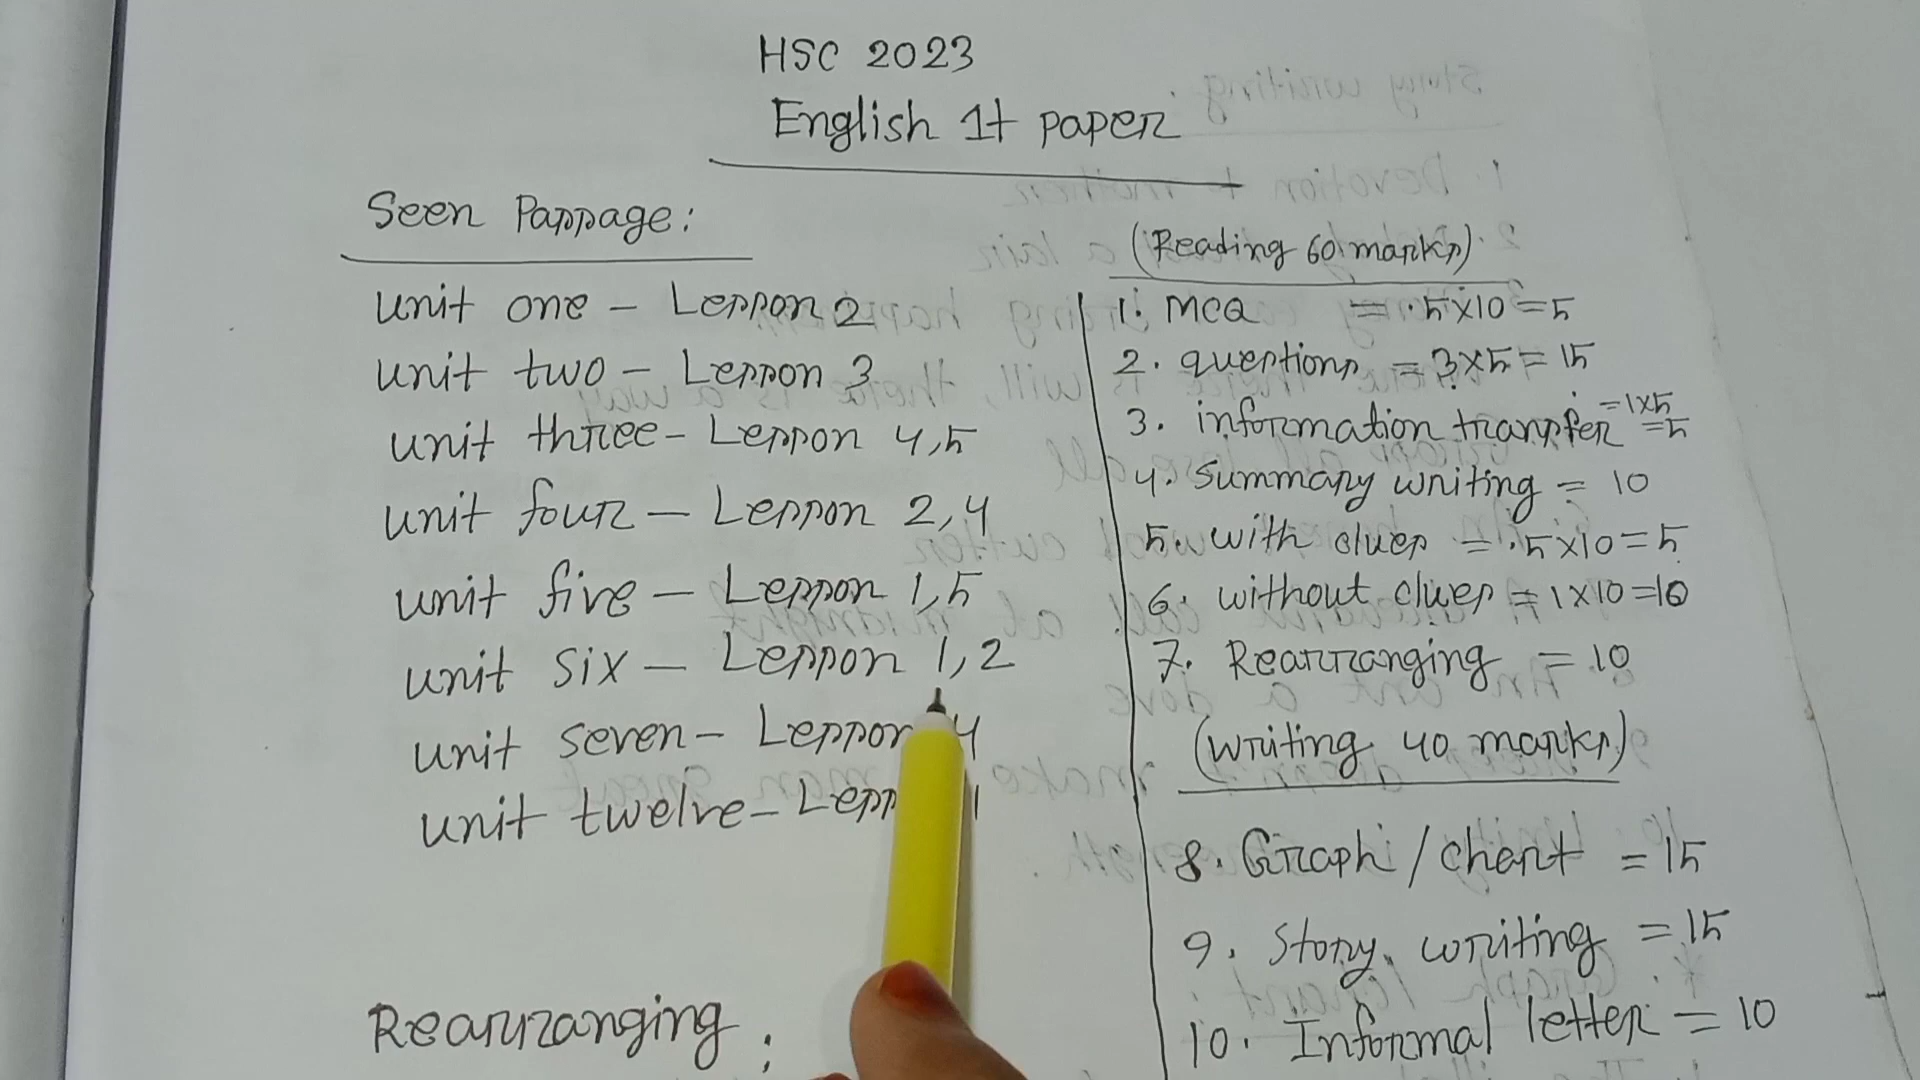 HSC 2023
English 1t paper
Seen Passage:
unit one - Lesson 2
unit two - Lesson 3
unit three - Lesson 4,5
unit four - Lesson 2,4
unit five - Lesson 1,5
unit six - Lesson 1,2
unit seven - Lesson 4
unit twelve - Less 1
Rearranging:
(Reading 60 marks)
1. MCQ = .5x10=5
2. questions = 3x5=15
3. information transfer =1x5=5
4. Summary writing = 10
5. with clues = .5x10=5
6. without clues = 1x10=10
7. Rearranging = 10
(writing 40 marks)
8. Graph/chart = 15
9. Story writing = 15
10. Informal letter = 10